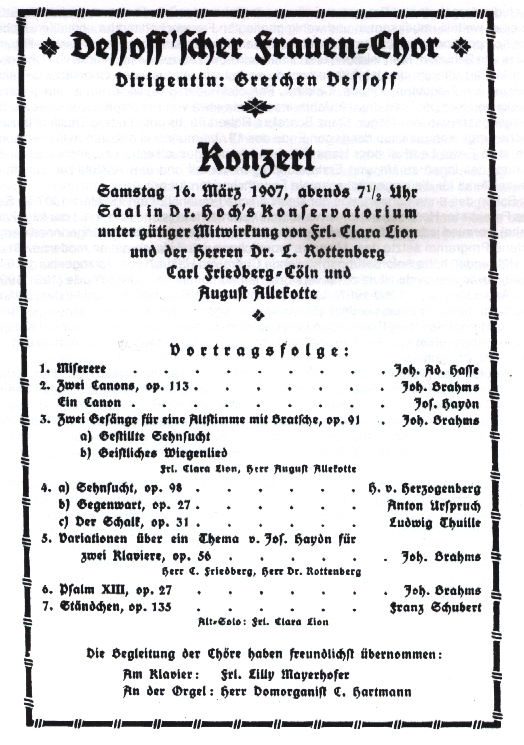 Dessoff'scher Frauen-Chor
Dirigentin: Gretchen Dessoff
Konzert
Samstag 16. März 1907, abends 7½ Uhr
Saal in Dr. Hoch's Konservatorium
unter gütiger Mitwirkung von Frl. Clara Lion
und der Herren Dr. L. Rottenberg
Carl Friedberg-Cöln und
August Allekotte
Vortragsfolge:
1. Miserere . . . . . . . Joh. Ad. Hasse
2. Zwei Canons, op. 113 . . . . . . Joh. Brahms
Ein Canon . . . . . . . Jos. Haydn
3. Zwei Gesänge für eine Altstimme mit Bratsche, op. 91 . Joh. Brahms
a) Gestillte Sehnsucht
b) Geistliches Wiegenlied
Frl. Clara Lion, Herr August Allekotte
4. a) Sehnsucht, op. 98 . . . . . . H. v. Herzogenberg
b) Gegenwart, op. 27 . . . . . . Anton Urspruch
c) Der Schalk, op. 31 . . . . . . Ludwig Thuille
5. Variationen über ein Thema v. Jos. Haydn für
zwei Klaviere, op. 56 . . . . . Joh. Brahms
Herr C. Friedberg, Herr Dr. Rottenberg
6. Psalm XIII, op. 27 . . . . . . Joh. Brahms
7. Ständchen, op. 135 . . . . . . Franz Schubert
Alt-Solo: Frl. Clara Lion
Die Begleitung der Chöre haben freundlichst übernommen:
Am Klavier: Frl. Lilly Mayerhofer
An der Orgel: Herr Domorganist C. Hartmann